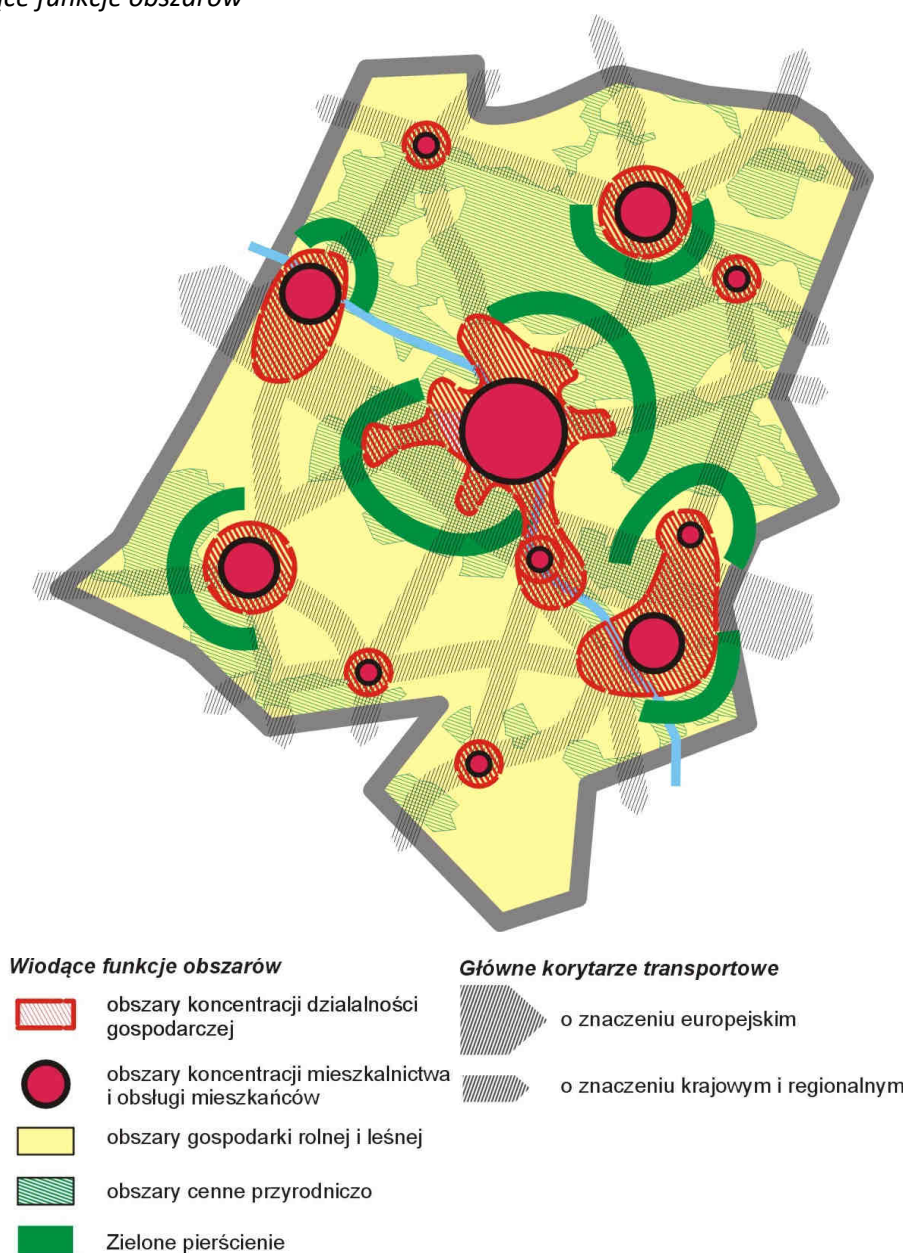 funkcje obszarów
Wiodące funkcje obszarów
obszary koncentracji dzialalności
gospodarczej
obszary koncentracji mieszkalnictwa
i obsługi mieszkańców
obszary gospodarki rolnej i leśnej
obszary cenne przyrodniczo
Zielone pierścienie
Główne korytarze transportowe
o znaczeniu europejskim
o znaczeniu krajowym i regionalnym